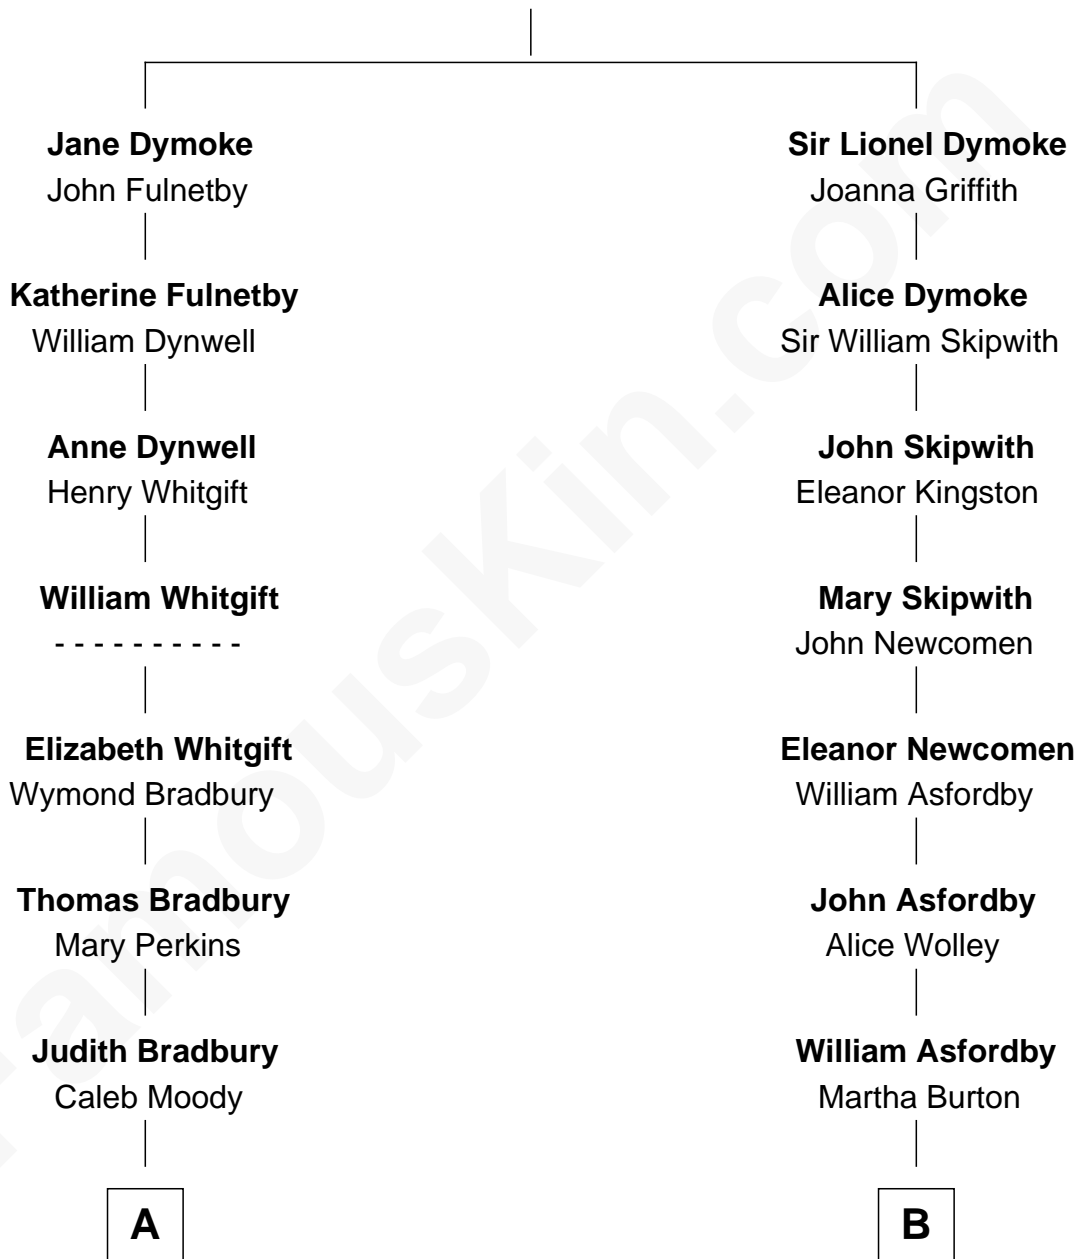 Jane Dymoke
John Fulnetby
Katherine Fulnetby
William Dynwell
Anne Dynwell
Henry Whitgift
William Whitgift
- - - - - - - - - -
Elizabeth Whitgift
Wymond Bradbury
Thomas Bradbury
Mary Perkins
Judith Bradbury
Caleb Moody
A
Sir Lionel Dymoke
Joanna Griffith
Alice Dymoke
Sir William Skipwith
John Skipwith
Eleanor Kingston
Mary Skipwith
John Newcomen
Eleanor Newcomen
William Asfordby
John Asfordby
Alice Wolley
William Asfordby
Martha Burton
B
FamousKin.com